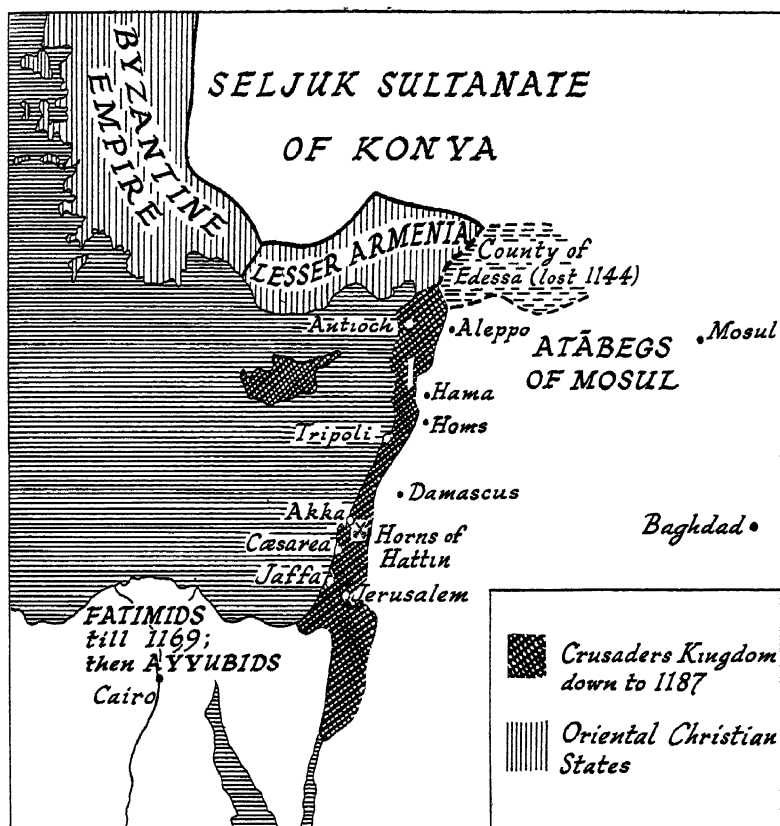 BYZANTINE
EMPIRE
SELJUK SULTANATE
OF KONYA
LESSER ARMENIA
County of
Edessa (lost 1144)
Antioch
Aleppo
Mosul
ATĀBEGS
OF MOSUL
Hama
Homs
Tripoli
Damascus
Akka
Cæsarea
Horns of
Hattin
Baghdad
Jaffa
Jerusalem
FATIMIDS
till 1169;
then AYYUBIDS
Cairo
Crusaders Kingdom
down to 1187
Oriental Christian
States